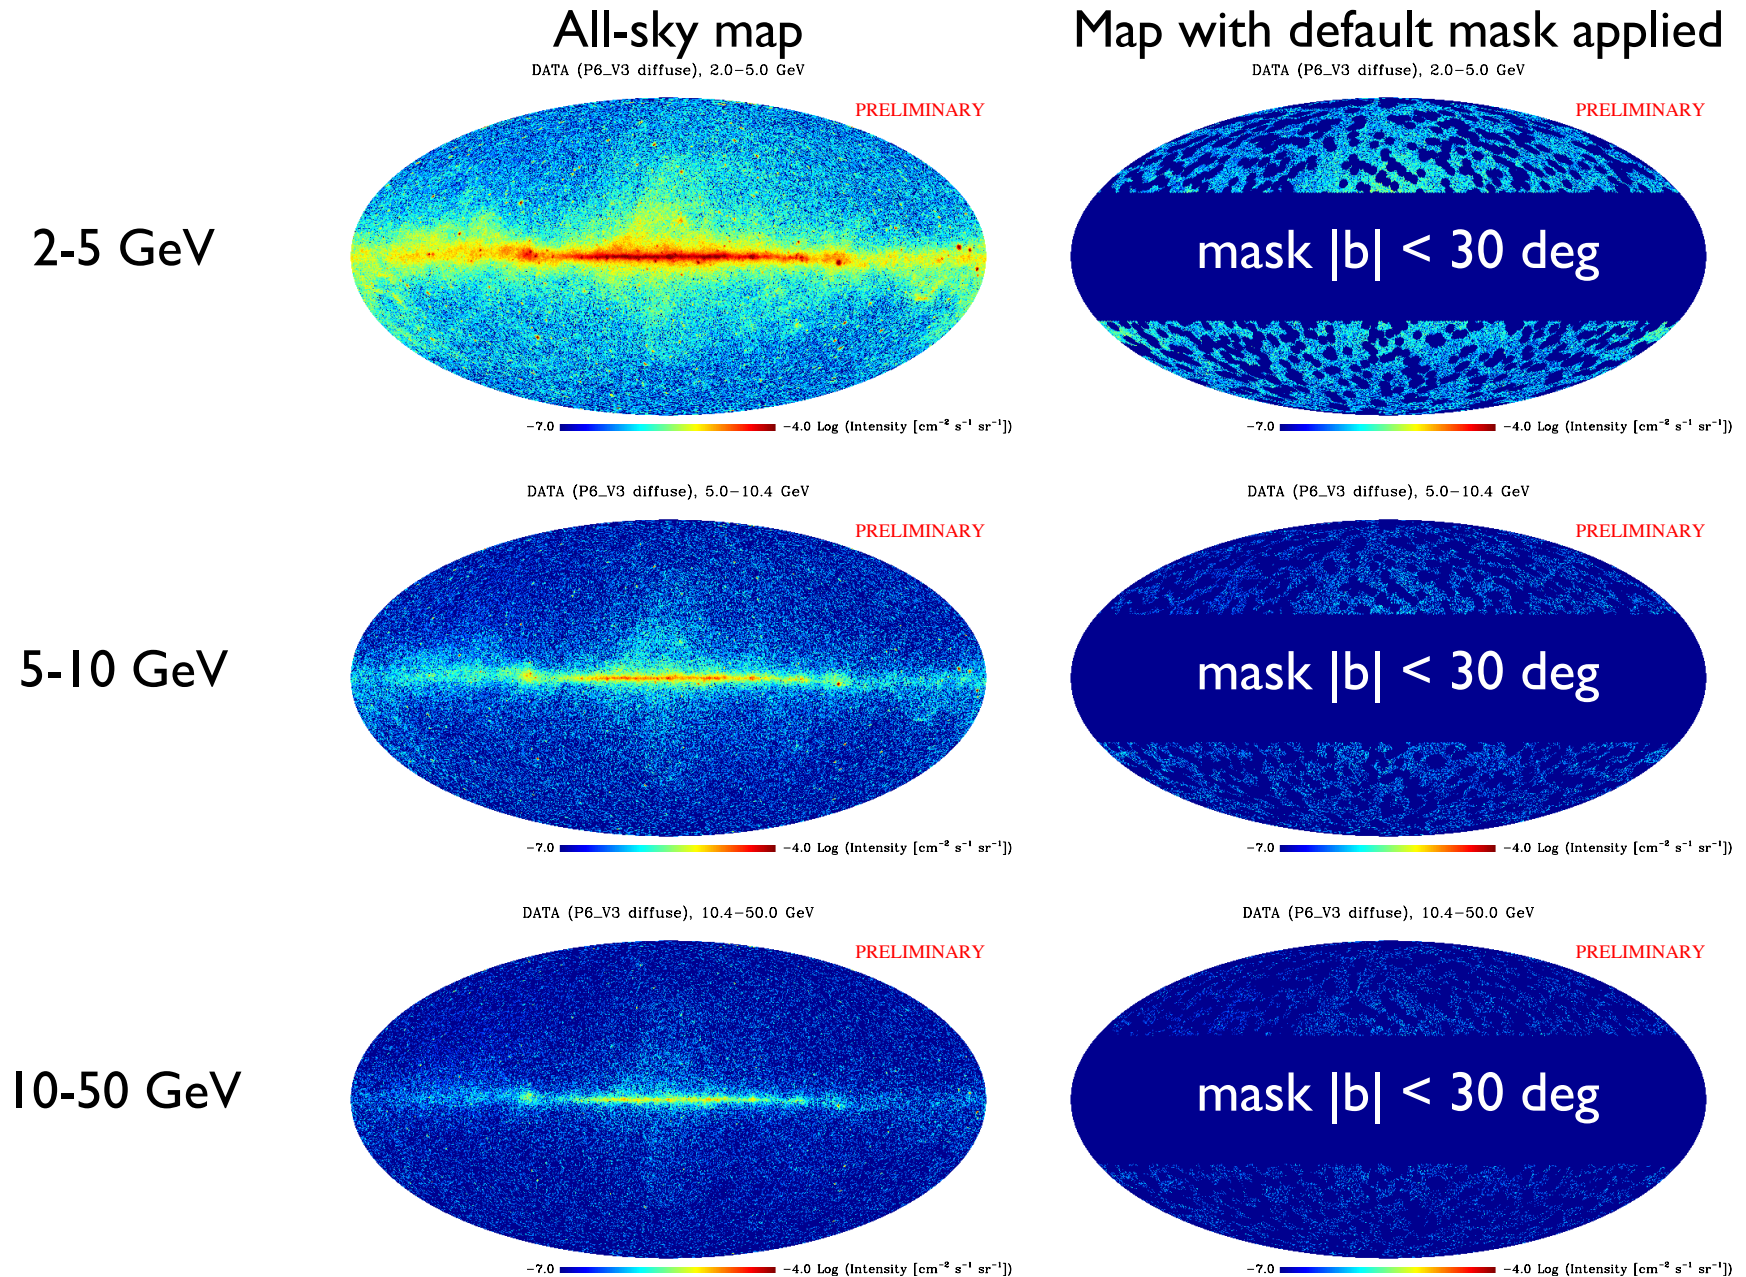 All-sky map
Map with default mask applied
DATA (P6_V3 diffuse), 2.0−5.0 GeV
DATA (P6_V3 diffuse), 2.0−5.0 GeV
PRELIMINARY
PRELIMINARY
2-5 GeV
mask |b| < 30 deg
−7.0 −4.0 Log (Intensity [cm⁻² s⁻¹ sr⁻¹])
−7.0 −4.0 Log (Intensity [cm⁻² s⁻¹ sr⁻¹])
DATA (P6_V3 diffuse), 5.0−10.4 GeV
DATA (P6_V3 diffuse), 5.0−10.4 GeV
PRELIMINARY
PRELIMINARY
5-10 GeV
mask |b| < 30 deg
−7.0 −4.0 Log (Intensity [cm⁻² s⁻¹ sr⁻¹])
−7.0 −4.0 Log (Intensity [cm⁻² s⁻¹ sr⁻¹])
DATA (P6_V3 diffuse), 10.4−50.0 GeV
DATA (P6_V3 diffuse), 10.4−50.0 GeV
PRELIMINARY
PRELIMINARY
10-50 GeV
mask |b| < 30 deg
−7.0 −4.0 Log (Intensity [cm⁻² s⁻¹ sr⁻¹])
−7.0 −4.0 Log (Intensity [cm⁻² s⁻¹ sr⁻¹])